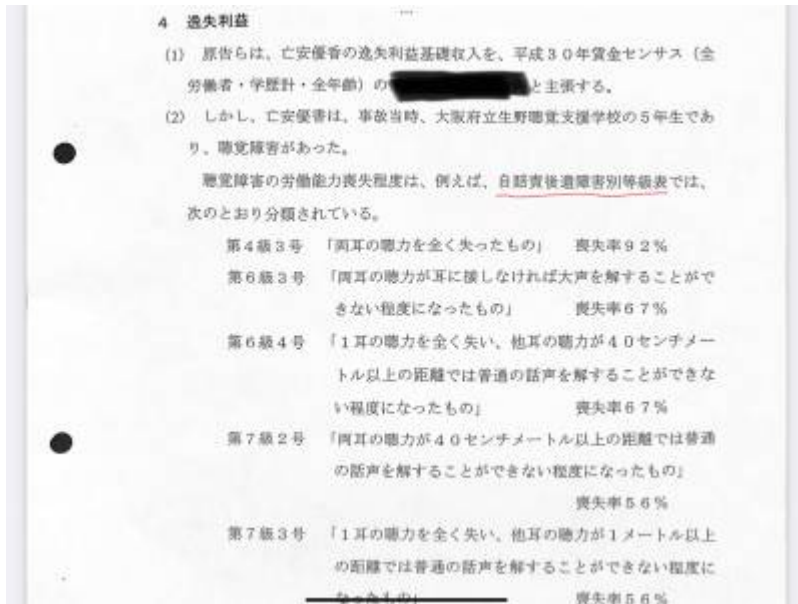 4 逸失利益
(1) 原告らは、亡安優香の逸失利益基礎収入を、平成30年賃金センサス(全
労働者・学歴計・全年齢)の と主張する。
(2) しかし、亡安優香は、事故当時、大阪府立生野聴覚支援学校の5年生であ
り、聴覚障害があった。
聴覚障害の労働能力喪失程度は、例えば、自賠責後遺障害別等級表では、
次のとおり分類されている。
第4級3号 「両耳の聴力を全く失ったもの」 喪失率92%
第6級3号 「両耳の聴力が耳に接しなければ大声を解することがで
きない程度になったもの」 喪失率67%
第6級4号 「1耳の聴力を全く失い、他耳の聴力が40センチメー
トル以上の距離では普通の話声を解することができな
い程度になったもの」 喪失率67%
第7級2号 「両耳の聴力が40センチメートル以上の距離では普通
の話声を解することができない程度になったもの」
喪失率56%
第7級3号 「1耳の聴力を全く失い、他耳の聴力が1メートル以上
の距離では普通の話声を解することができない程度に
なったもの」 喪失率56%